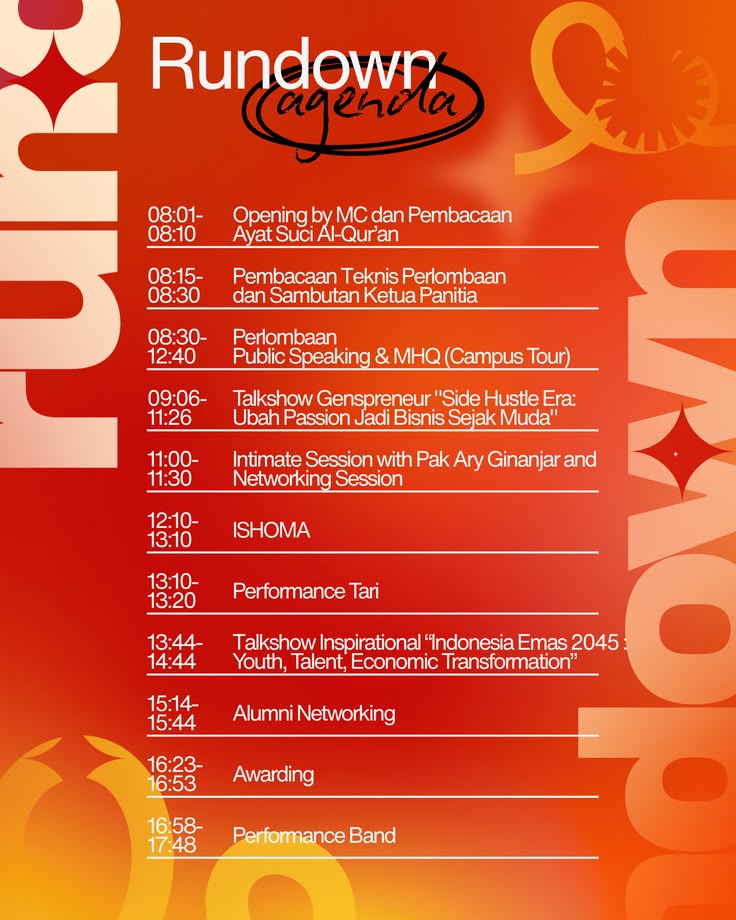 Rundown
agenda
08:01-
08:10
Opening by MC dan Pembacaan
Ayat Suci Al-Qur'an
08:15-
08:30
Pembacaan Teknis Perlombaan
dan Sambutan Ketua Panitia
08:30-
12:40
Perlombaan
Public Speaking & MHQ (Campus Tour)
09:06-
11:26
Talkshow Genspreneur "Side Hustle Era:
Ubah Passion Jadi Bisnis Sejak Muda"
11:00-
11:30
Intimate Session with Pak Ary Ginanjar and
Networking Session
12:10-
13:10
ISHOMA
13:10-
13:20
Performance Tari
13:44-
14:44
Talkshow Inspirational “Indonesia Emas 2045 :
Youth, Talent, Economic Transformation”
15:14-
15:44
Alumni Networking
16:23-
16:53
Awarding
16:58-
17:48
Performance Band
rund
ndown